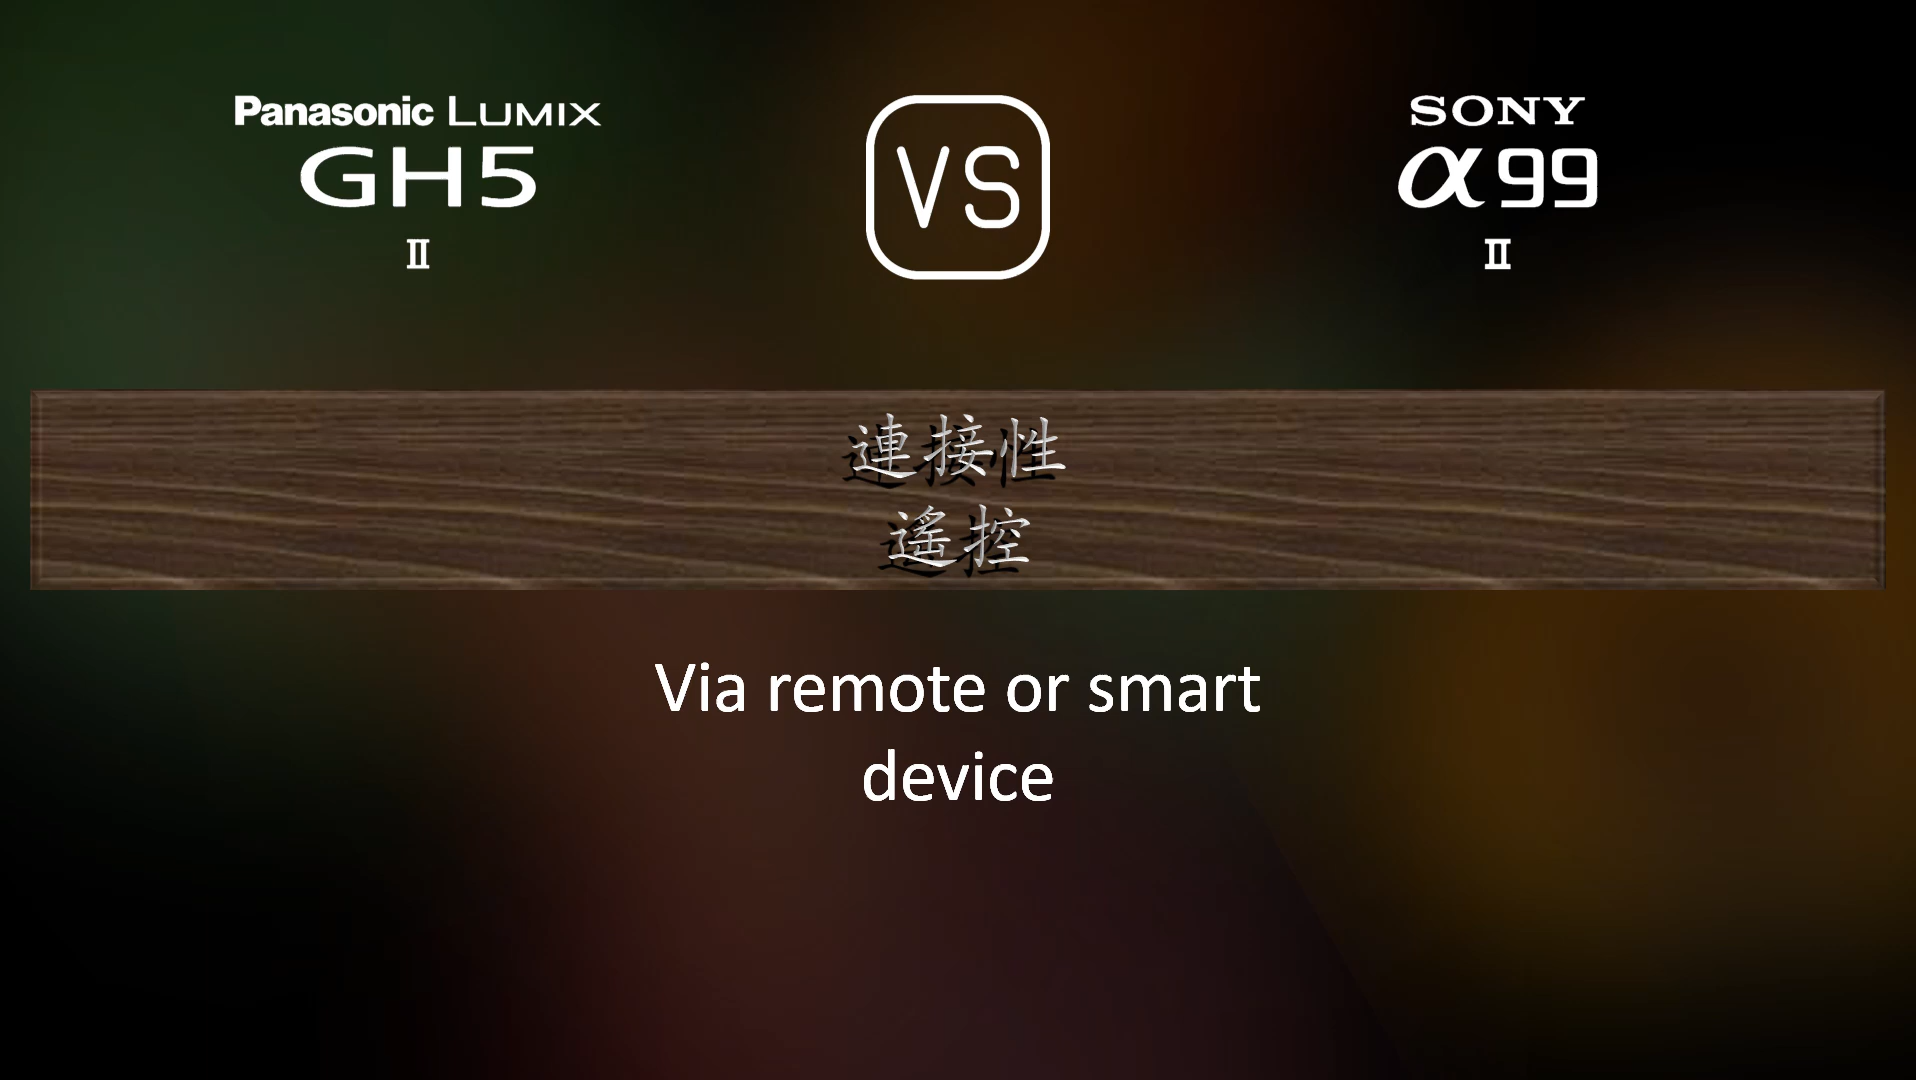 Panasonic LUMIX
GH5
II
VS
SONY
α99
II
連接性
遙控
Via remote or smart
device